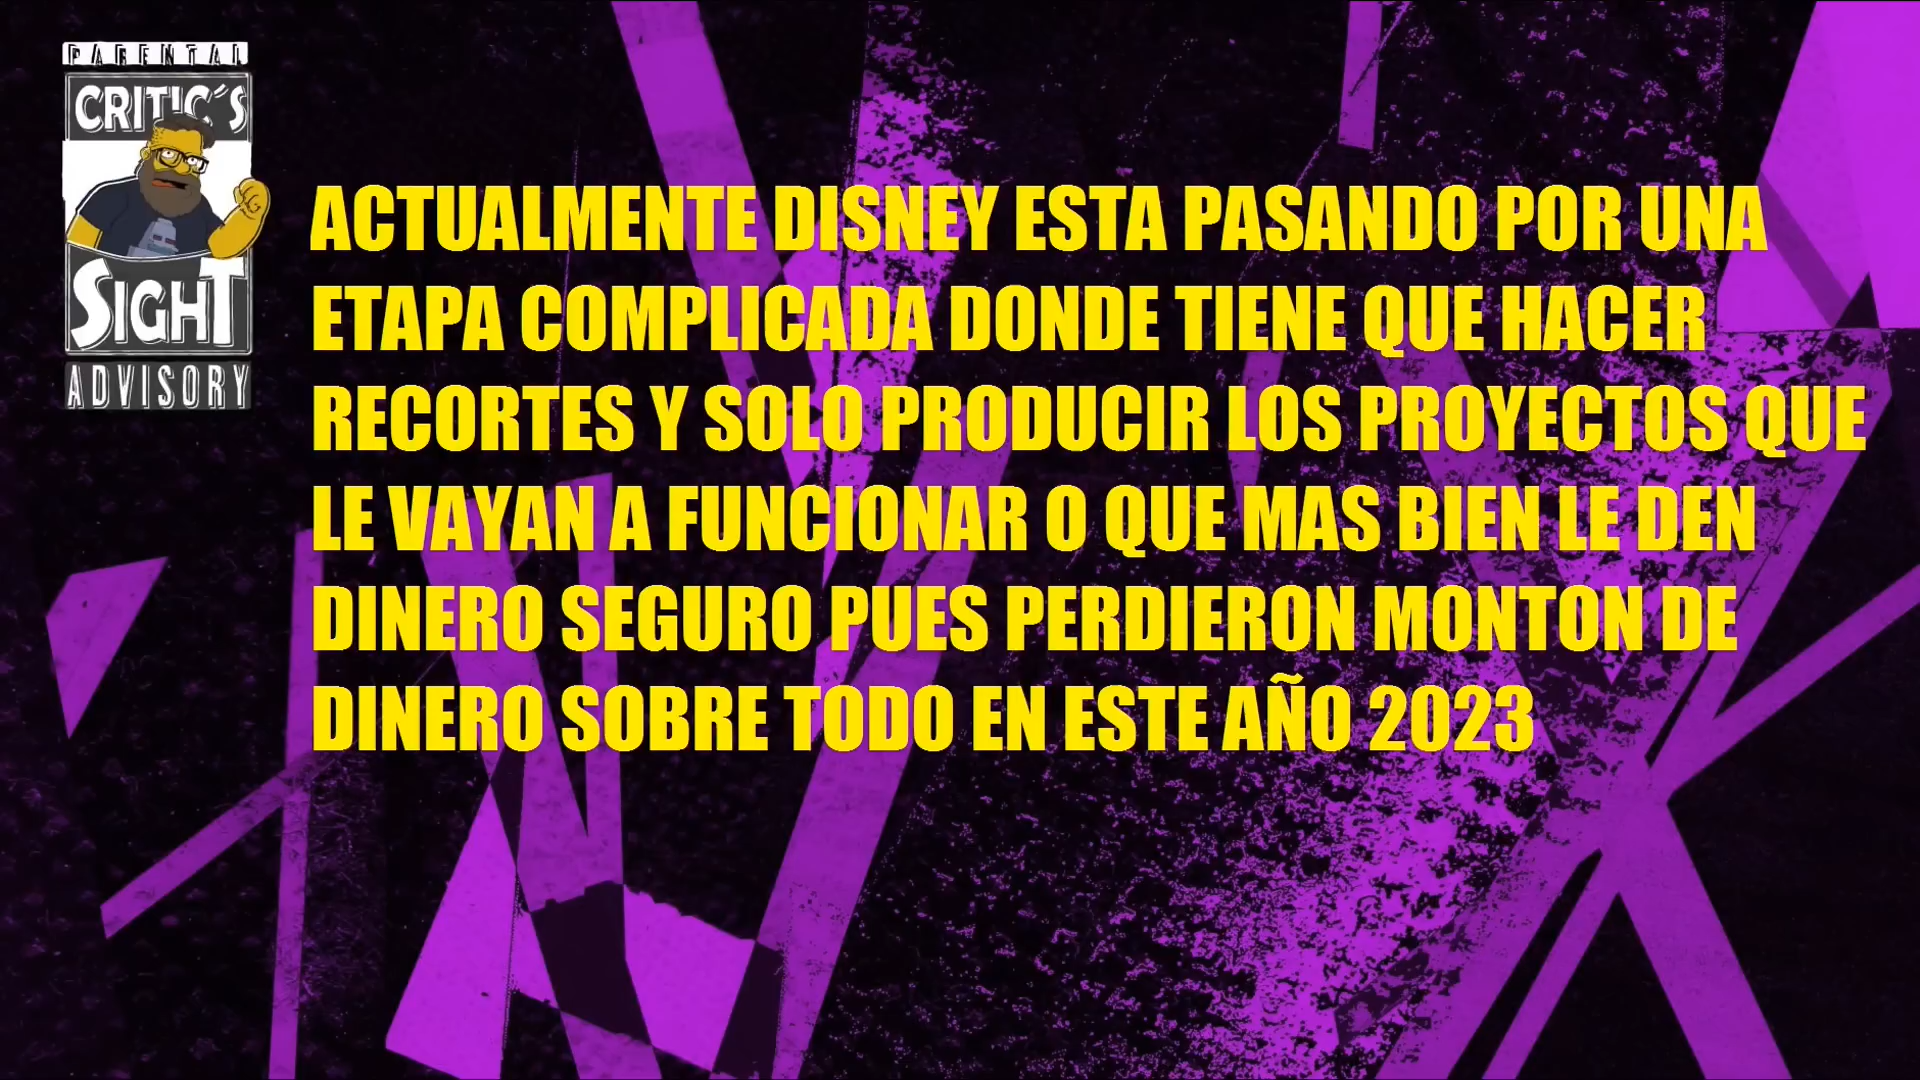 PARENTAL
CRITIC´S
SIGHT
ADVISORY
ACTUALMENTE DISNEY ESTA PASANDO POR UNA
ETAPA COMPLICADA DONDE TIENE QUE HACER
RECORTES Y SOLO PRODUCIR LOS PROYECTOS QUE
LE VAYAN A FUNCIONAR O QUE MAS BIEN LE DEN
DINERO SEGURO PUES PERDIERON MONTON DE
DINERO SOBRE TODO EN ESTE AÑO 2023